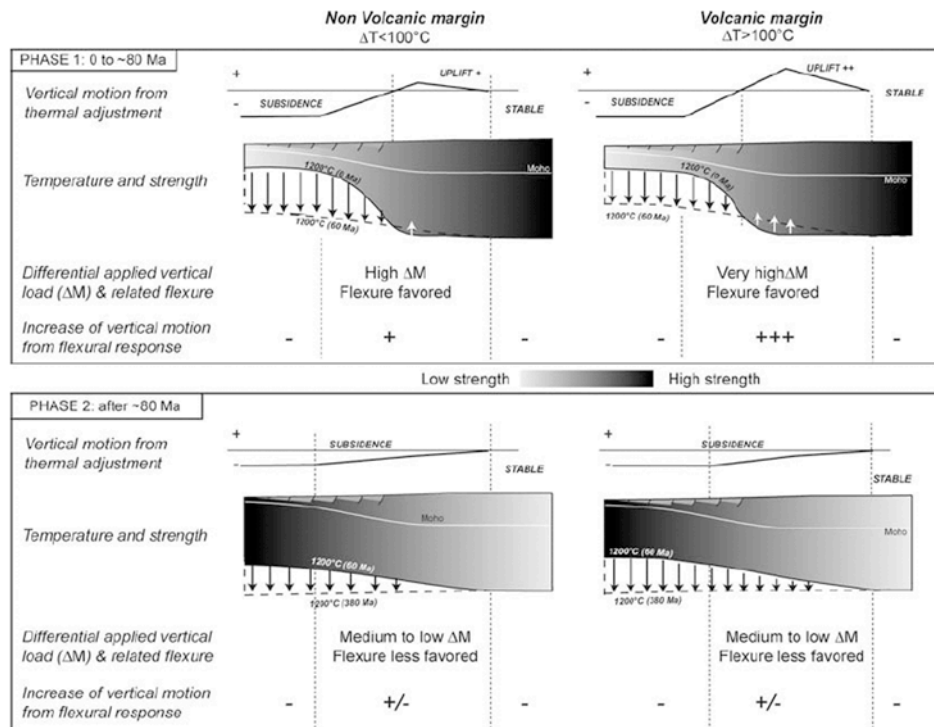 Non Volcanic margin
ΔT<100°C
Volcanic margin
ΔT>100°C
PHASE 1: 0 to ~80 Ma
Vertical motion from
thermal adjustment
+
-
SUBSIDENCE
UPLIFT +
STABLE
+
-
SUBSIDENCE
UPLIFT ++
STABLE
Temperature and strength
1200°C (0 Ma)
Moho
1200°C (60 Ma)
1200°C (0 Ma)
Moho
1200°C (60 Ma)
Differential applied vertical
load (ΔM) & related flexure
High ΔM
Flexure favored
Very highΔM
Flexure favored
Increase of vertical motion
from flexural response
- + -
- +++ -
Low strength
High strength
PHASE 2: after ~80 Ma
Vertical motion from
thermal adjustment
+
-
SUBSIDENCE
STABLE
+
-
SUBSIDENCE
STABLE
Temperature and strength
Moho
1200°C (60 Ma)
1200°C (380 Ma)
Moho
1200°C (60 Ma)
1200°C (380 Ma)
Differential applied vertical
load (ΔM) & related flexure
Medium to low ΔM
Flexure less favored
Medium to low ΔM
Flexure less favored
Increase of vertical motion
from flexural response
- +/- -
- +/- -